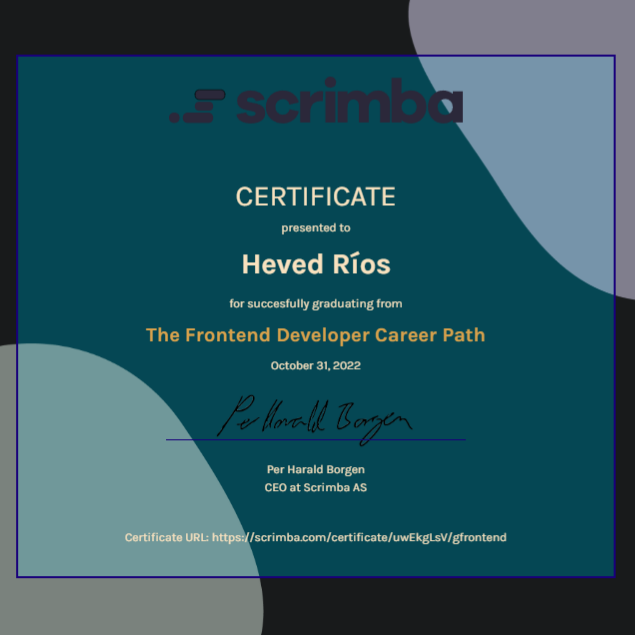 scrimba
CERTIFICATE
presented to
Heved Ríos
for succesfully graduating from
The Frontend Developer Career Path
October 31, 2022
Per Harald Borgen
Per Harald Borgen
CEO at Scrimba AS
Certificate URL: https://scrimba.com/certificate/uwEkgLsV/gfrontend